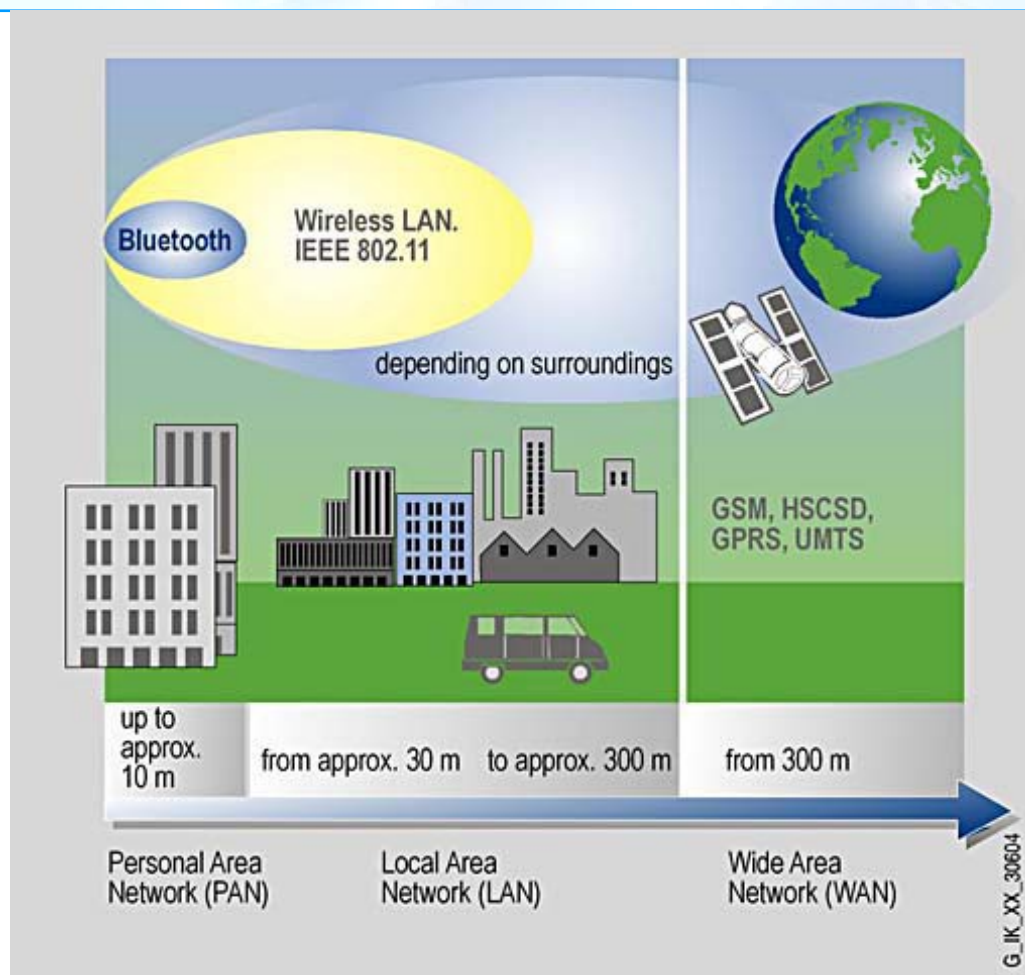 Bluetooth
Wireless LAN.
IEEE 802.11
depending on surroundings
GSM, HSCSD,
GPRS, UMTS
up to
approx.
10 m
from approx. 30 m to approx. 300 m
from 300 m
Personal Area
Network (PAN)
Local Area
Network (LAN)
Wide Area
Network (WAN)
G_IK_XX_30604